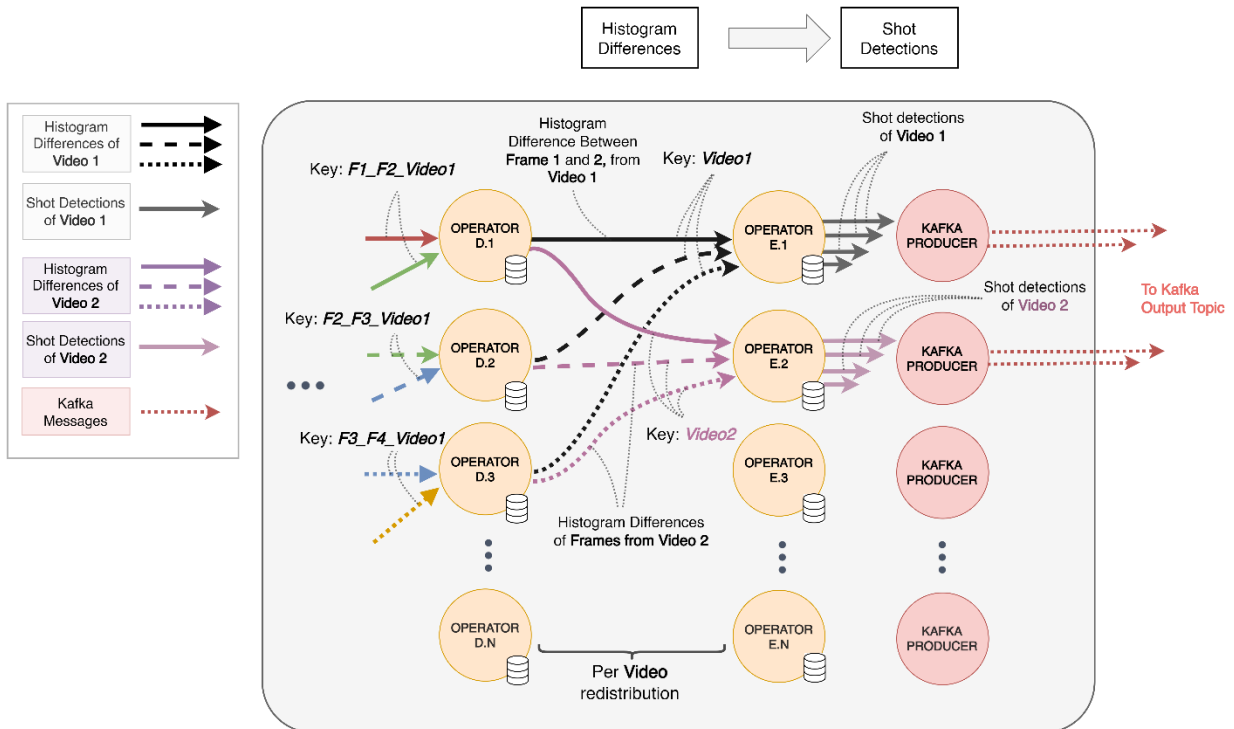 Histogram
Differences
Shot
Detections
Histogram
Differences of
Video 1
Shot Detections
of Video 1
Histogram
Differences of
Video 2
Shot Detections
of Video 2
Kafka
Messages
Key: F1_F2_Video1
Histogram
Difference Between
Frame 1 and 2, from
Video 1
Key: Video1
Shot detections
of Video 1
OPERATOR
D.1
OPERATOR
E.1
KAFKA
PRODUCER
Key: F2_F3_Video1
Shot detections
of Video 2
To Kafka
Output Topic
OPERATOR
D.2
OPERATOR
E.2
KAFKA
PRODUCER
Key: F3_F4_Video1
Key: Video2
OPERATOR
D.3
OPERATOR
E.3
KAFKA
PRODUCER
Histogram Differences
of Frames from Video 2
OPERATOR
D.N
OPERATOR
E.N
KAFKA
PRODUCER
Per Video
redistribution